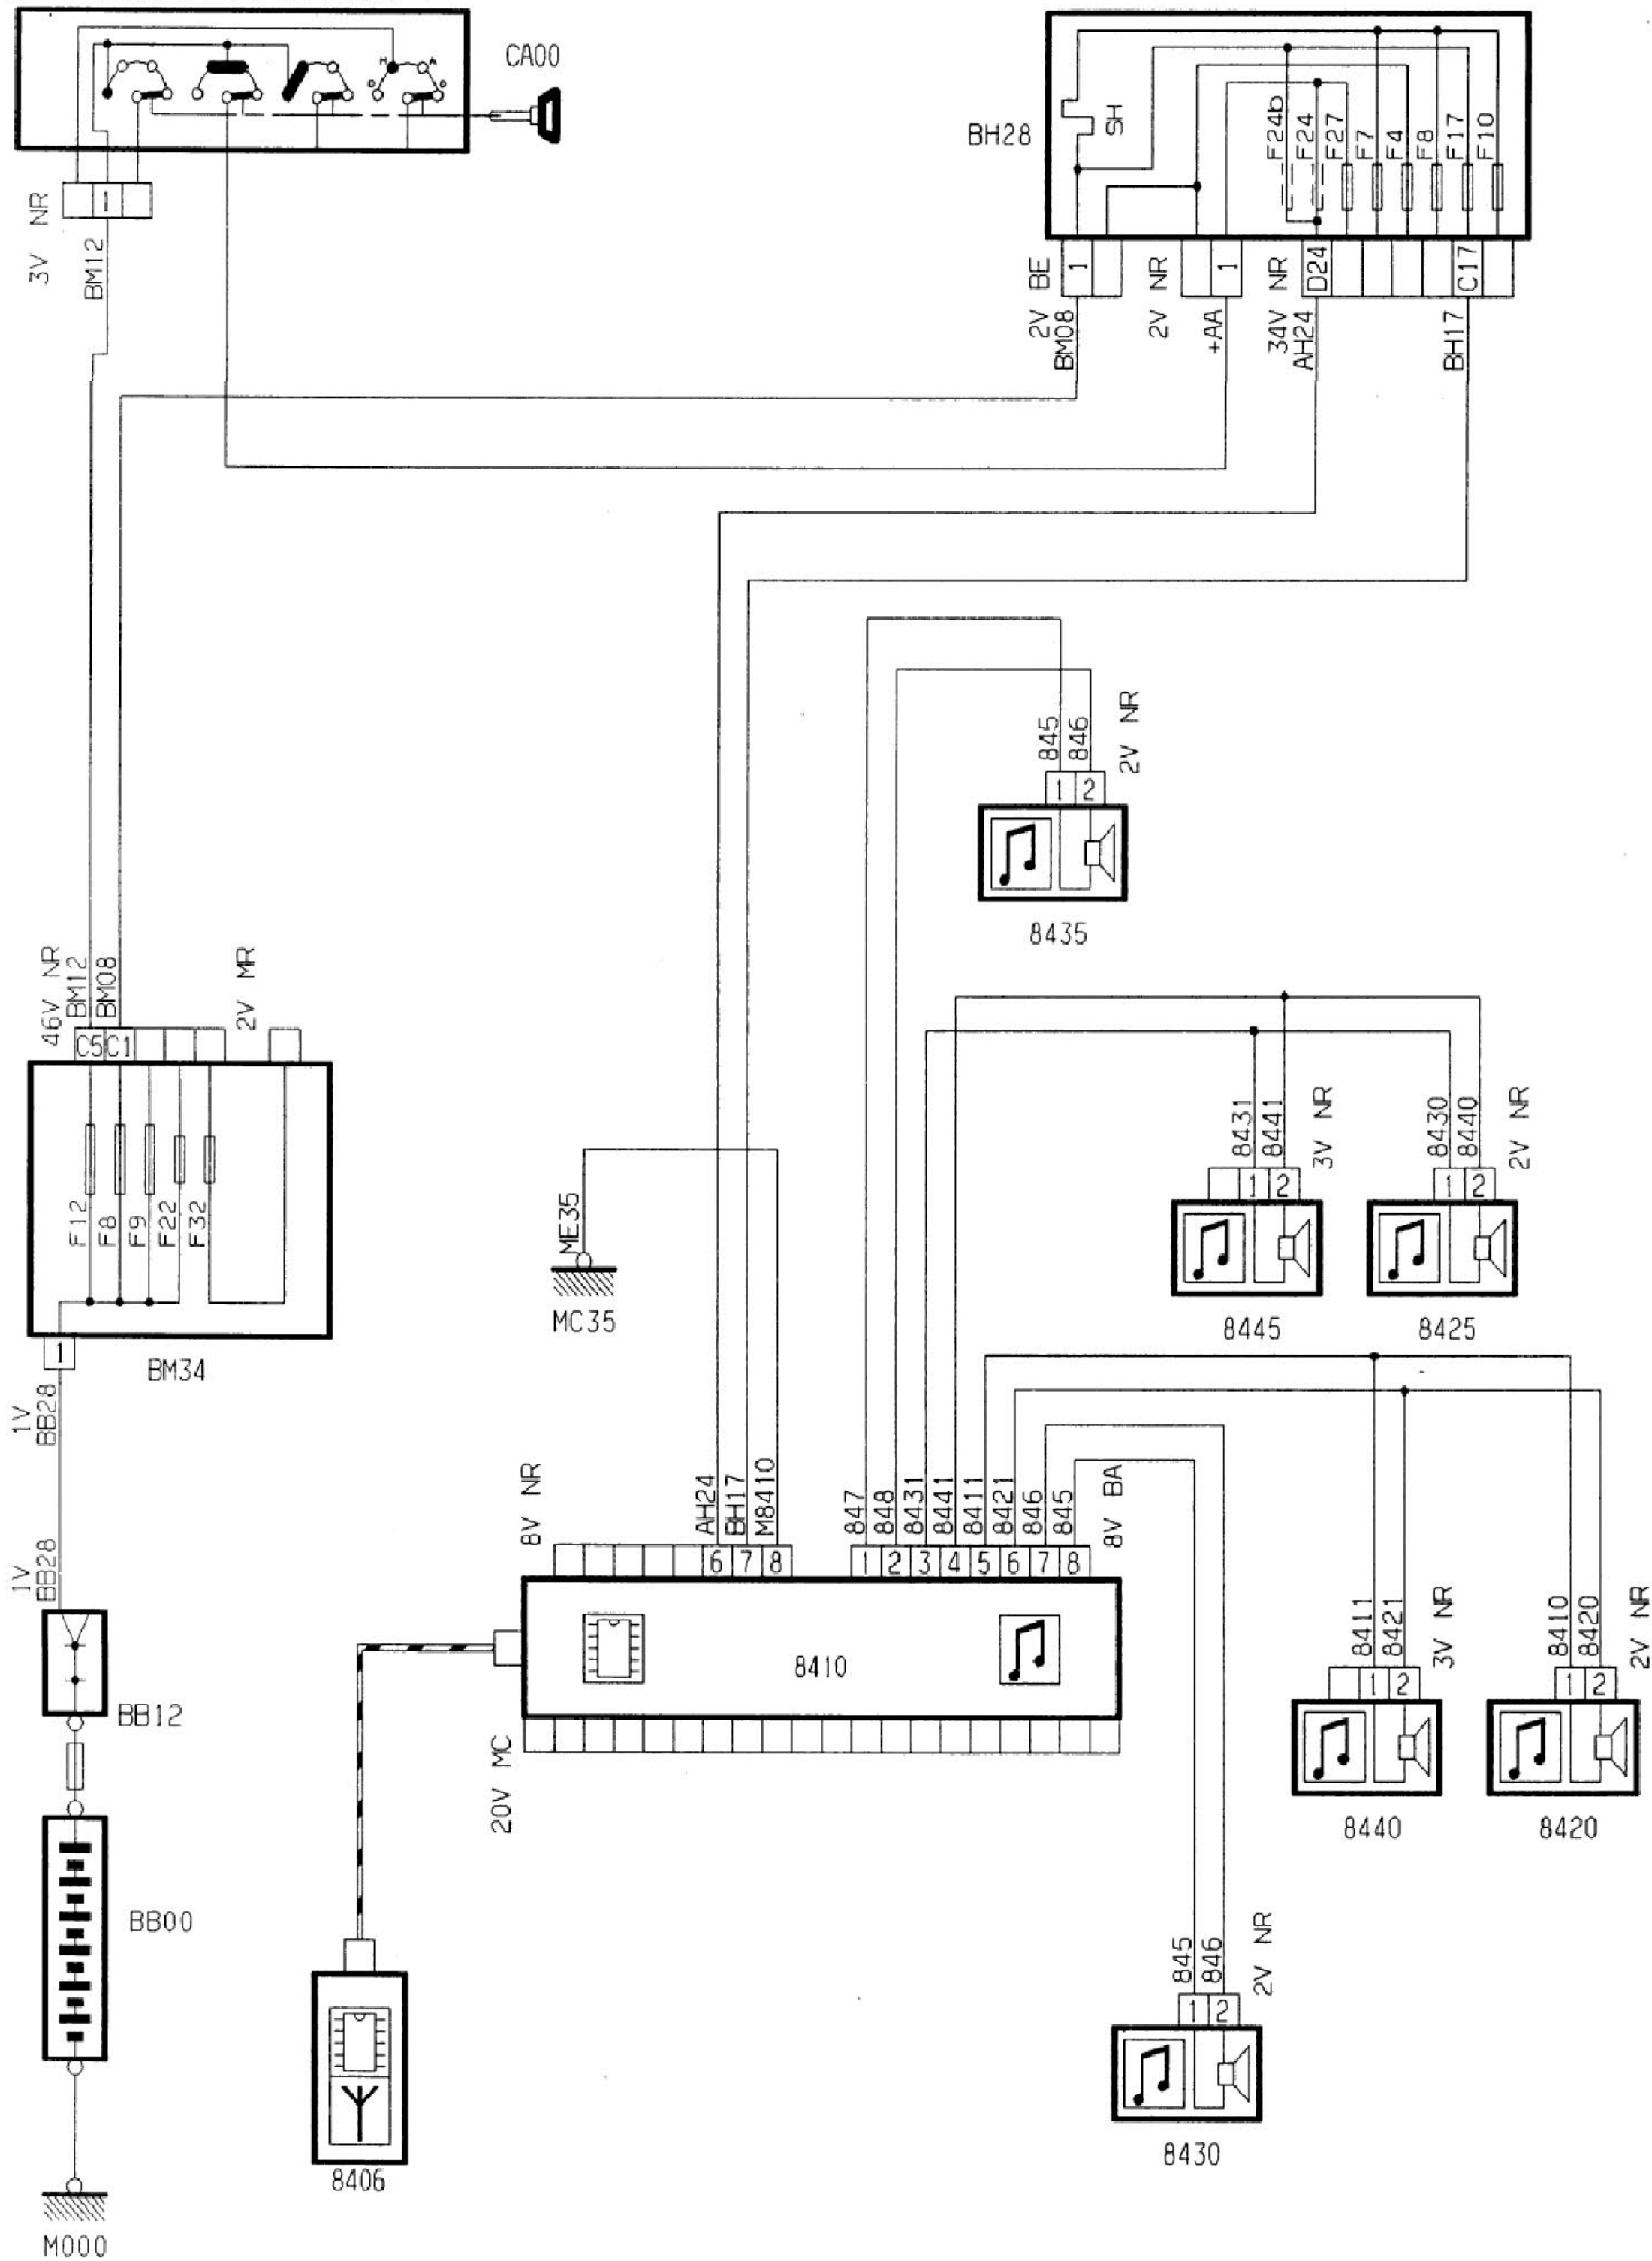 CA00
H
A
1
3V NR
BM12
BH28
SH
F24b
F24
F27
F7
F4
F8
F17
F10
1
1
D24
C17
2V BE
BM08
2V NR
+AA
34V NR
AH24
BH17
845
846
2V NR
1
2
8435
46V NR
BM12
BM08
2V MR
C5
C1
F12
F8
F9
F22
F32
1
BM34
1V
BB28
1V
BB28
BB12
BB00
M000
ME35
MC35
8431
8441
3V NR
1
2
8445
8430
8440
2V NR
1
2
8425
8V NR
AH24
BH17
M8410
6
7
8
847
848
8431
8441
8411
8421
846
845
8V BA
1
2
3
4
5
6
7
8
8410
20V MC
8406
8411
8421
3V NR
1
2
8440
8410
8420
2V NR
1
2
8420
845
846
2V NR
1
2
8430